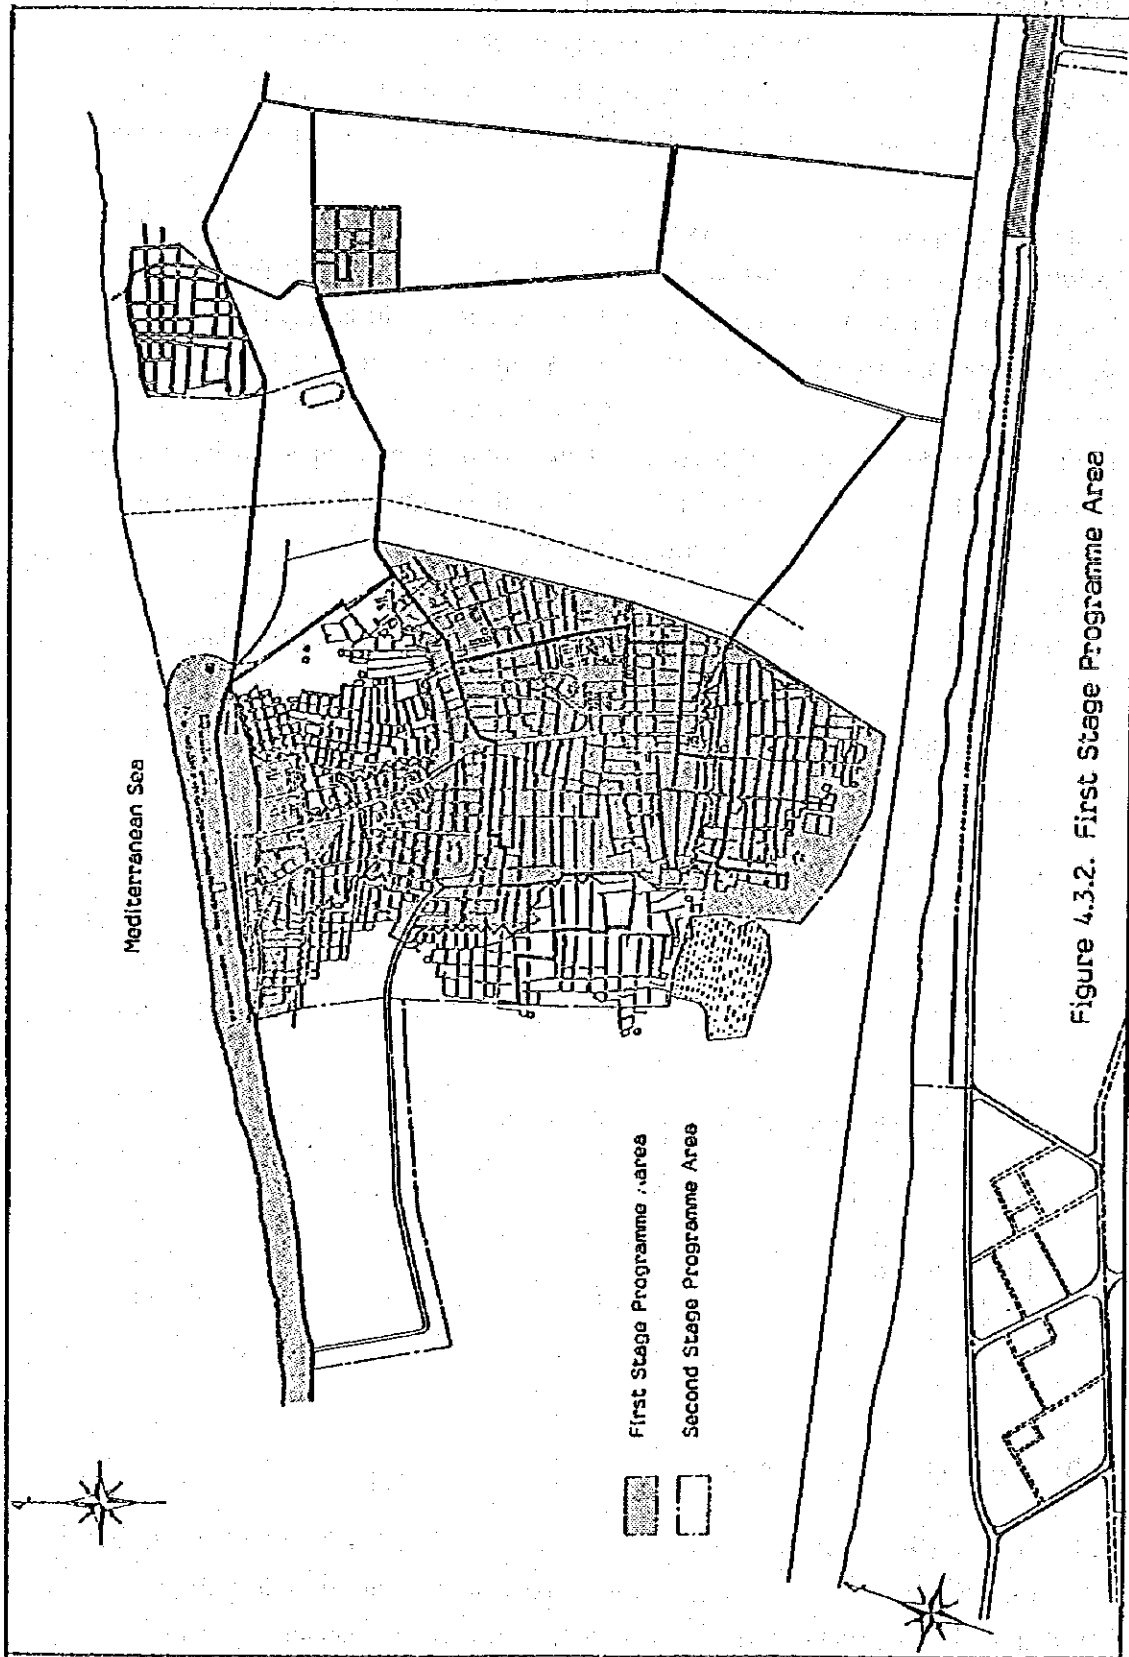 Mediterranean Sea
First Stage Programme Area
Second Stage Programme Area
Figure 4.3.2. First Stage Programme Area